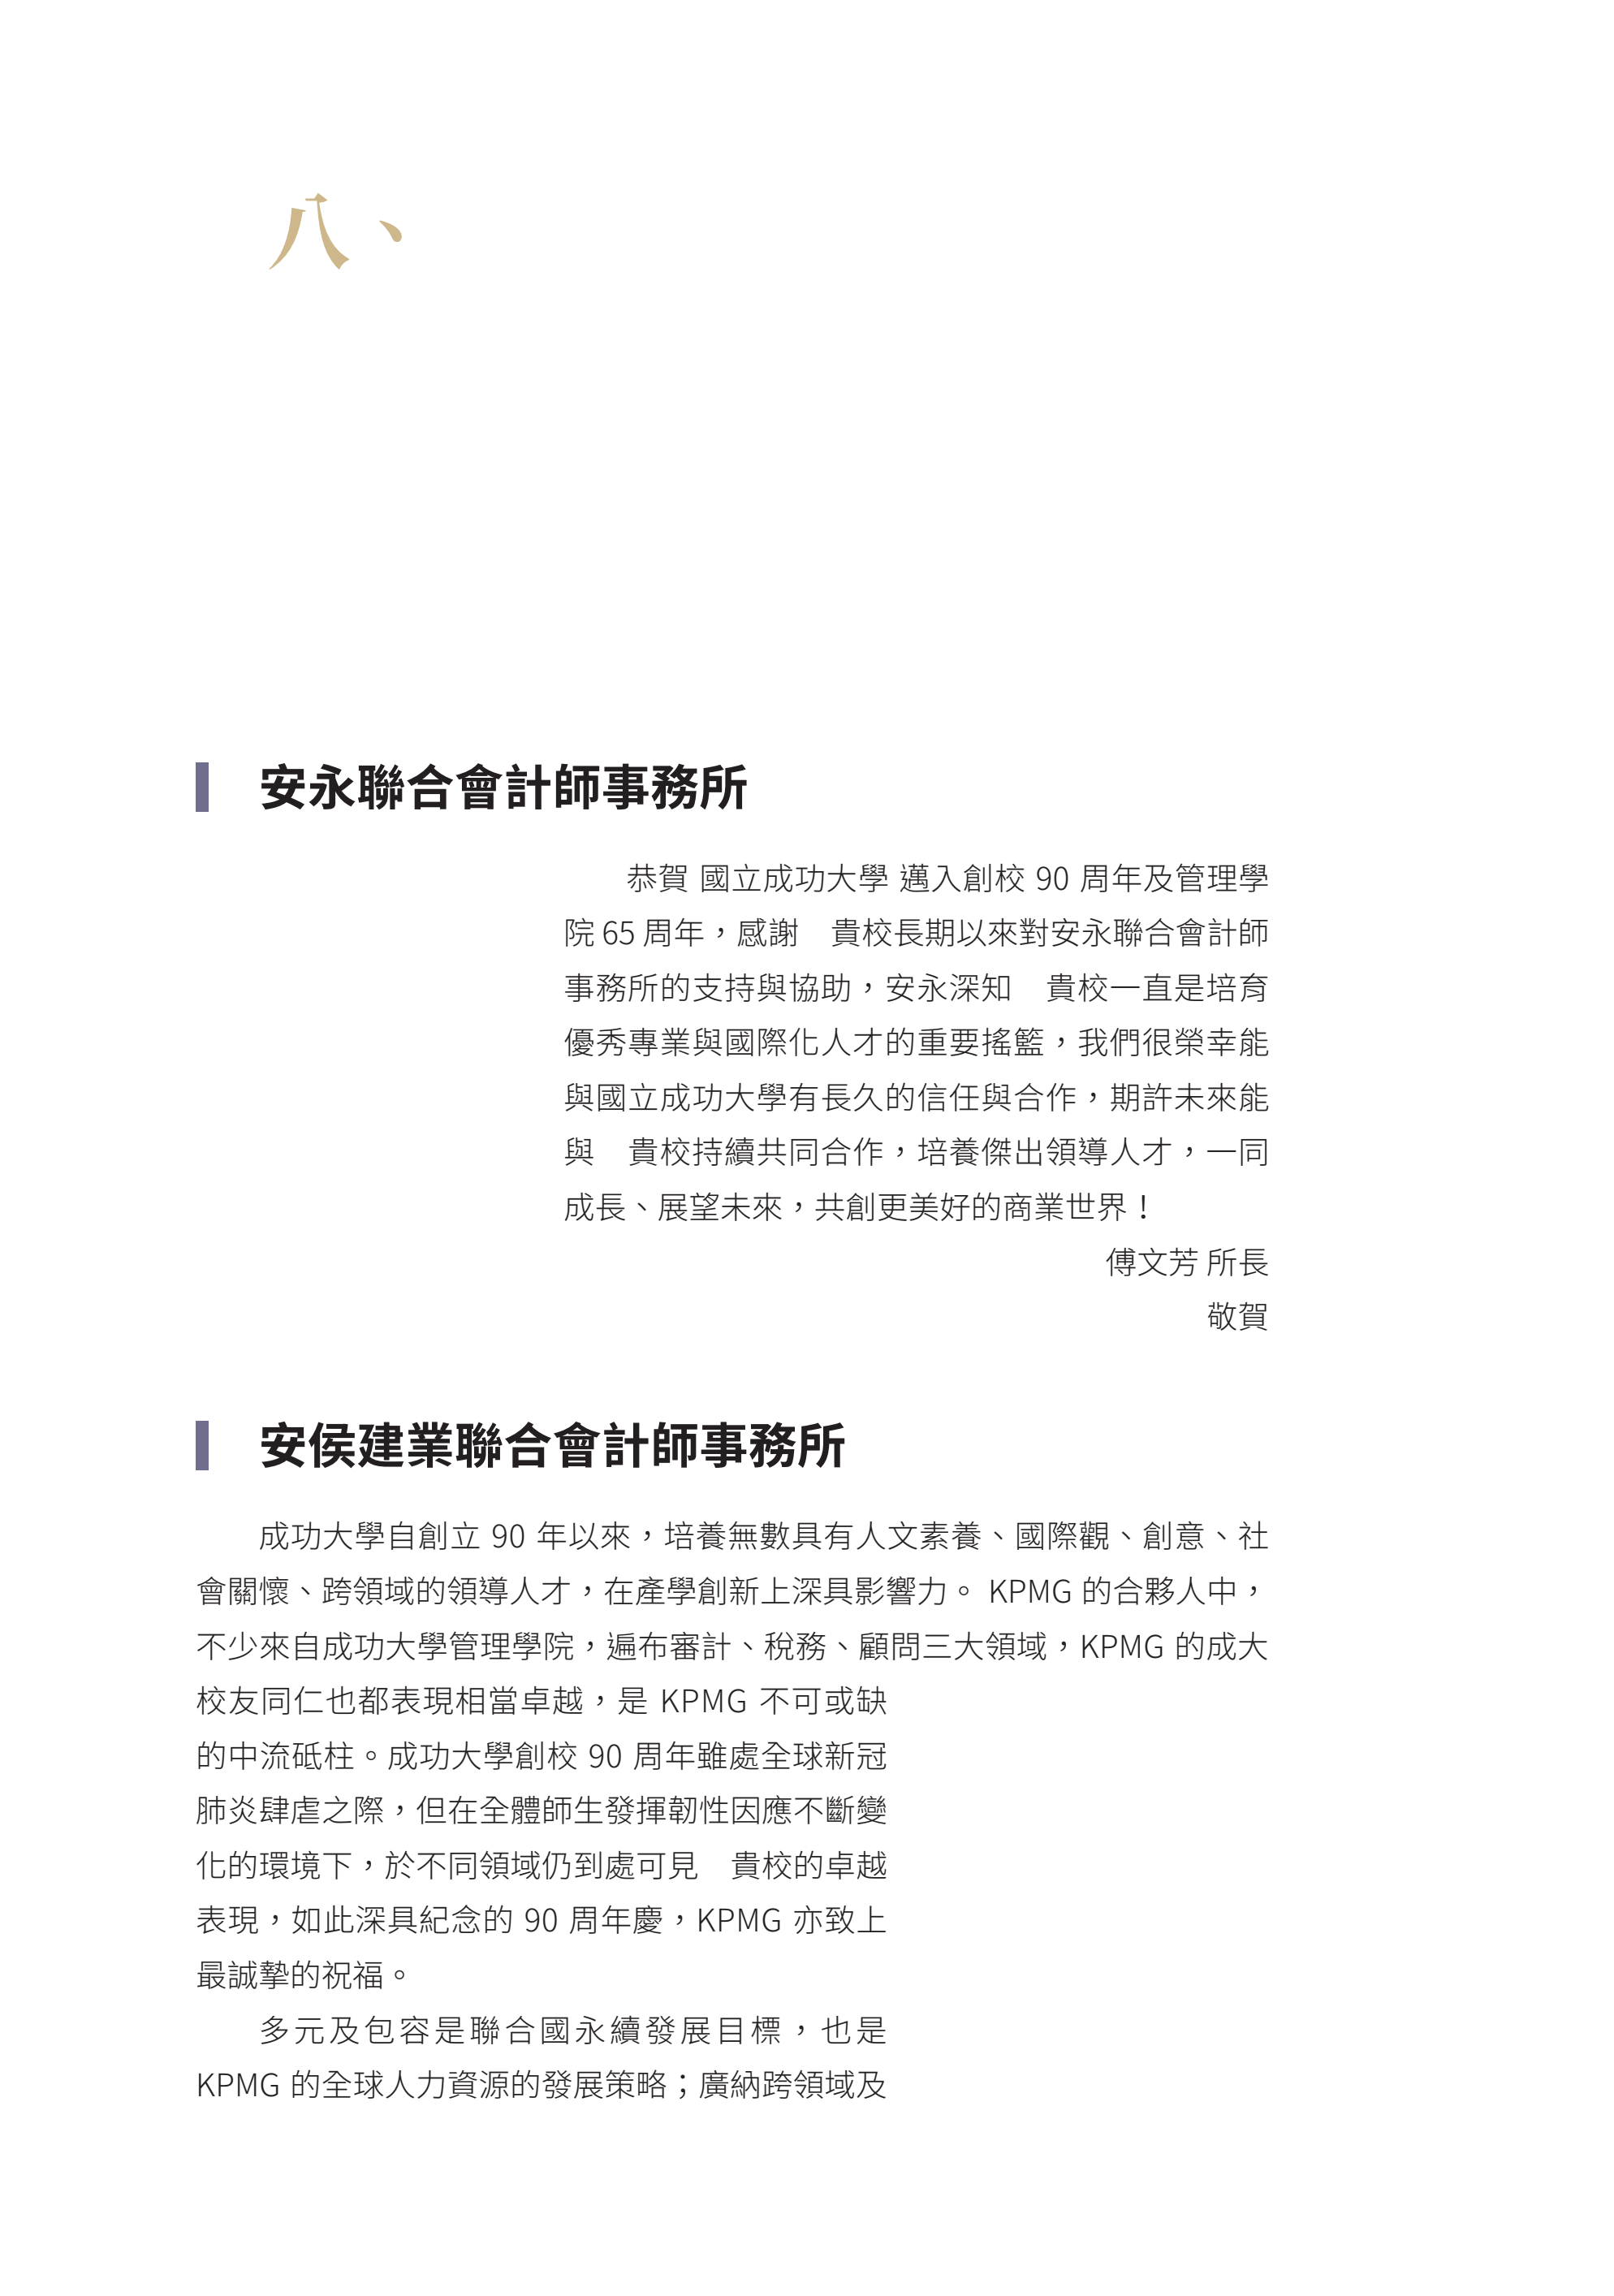 八、
安永聯合會計師事務所
恭賀 國立成功大學 邁入創校 90 周年及管理學
院 65 周年，感謝　貴校長期以來對安永聯合會計師
事務所的支持與協助，安永深知　貴校一直是培育
優秀專業與國際化人才的重要搖籃，我們很榮幸能
與國立成功大學有長久的信任與合作，期許未來能
與　貴校持續共同合作，培養傑出領導人才，一同
成長、展望未來，共創更美好的商業世界！
傅文芳 所長
敬賀
安侯建業聯合會計師事務所
成功大學自創立 90 年以來，培養無數具有人文素養、國際觀、創意、社
會關懷、跨領域的領導人才，在產學創新上深具影響力。 KPMG 的合夥人中，
不少來自成功大學管理學院，遍布審計、稅務、顧問三大領域，KPMG 的成大
校友同仁也都表現相當卓越，是 KPMG 不可或缺
的中流砥柱。成功大學創校 90 周年雖處全球新冠
肺炎肆虐之際，但在全體師生發揮韌性因應不斷變
化的環境下，於不同領域仍到處可見　貴校的卓越
表現，如此深具紀念的 90 周年慶，KPMG 亦致上
最誠摯的祝福。
多元及包容是聯合國永續發展目標，也是
KPMG 的全球人力資源的發展策略；廣納跨領域及